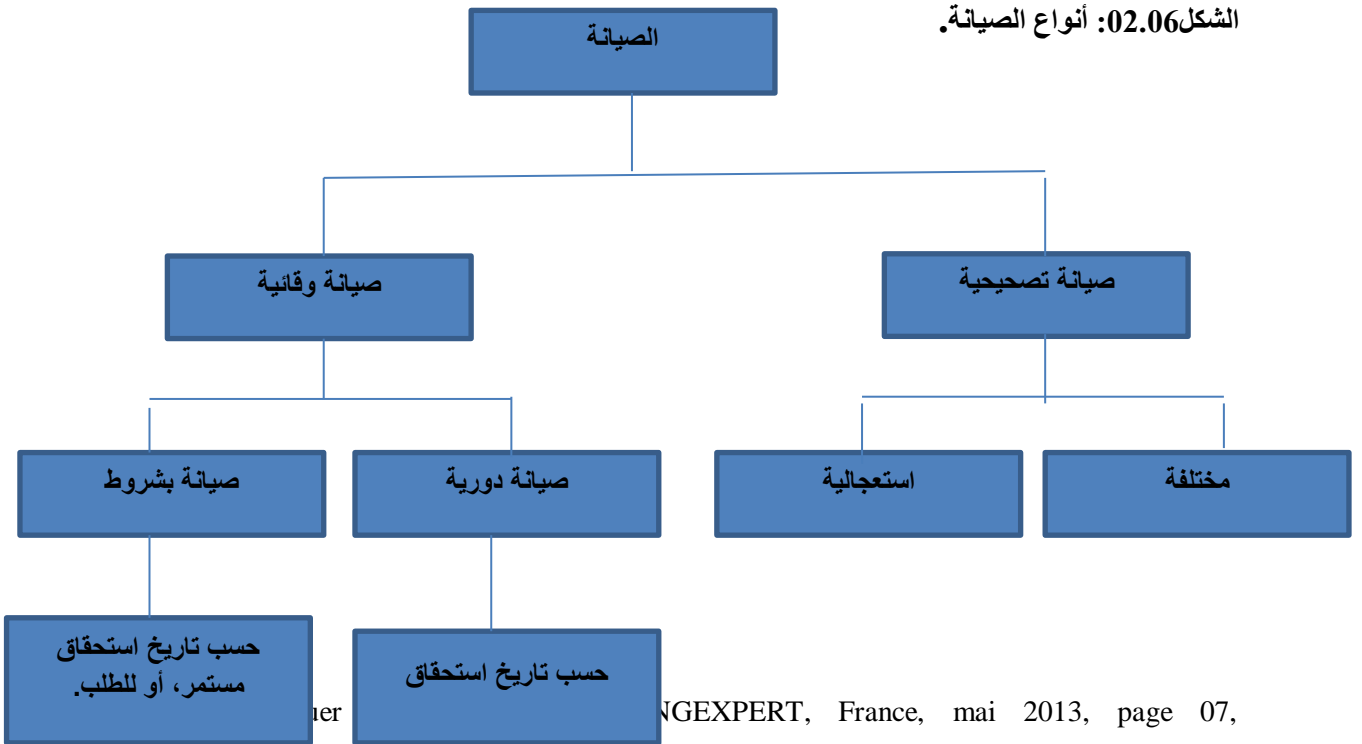 الشكل02.06: أنواع الصيانة.
الصيانة
صيانة تصحيحية
صيانة وقائية
مختلفة
استعجالية
صيانة دورية
صيانة بشروط
حسب تاريخ استحقاق
حسب تاريخ استحقاق
مستمر، أو للطلب.
NGEXPERT, France, mai 2013, page 07,